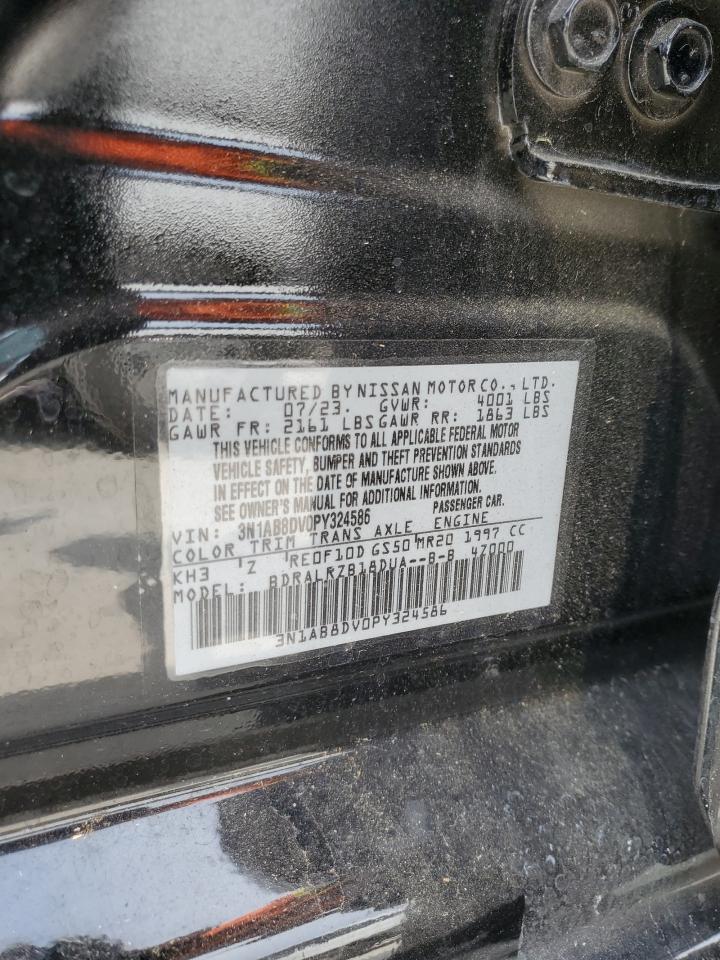 MANUFACTURED BY NISSAN MOTOR CO., LTD.
DATE: 07/23. GVWR: 4001 LBS
GAWR FR: 2161 LBS GAWR RR: 1863 LBS
THIS VEHICLE CONFORMS TO ALL APPLICABLE FEDERAL MOTOR
VEHICLE SAFETY, BUMPER AND THEFT PREVENTION STANDARDS
IN EFFECT ON THE DATE OF MANUFACTURE SHOWN ABOVE.
SEE OWNER'S MANUAL FOR ADDITIONAL INFORMATION.
VIN: 3N1AB8DV0PY324586 PASSENGER CAR.
COLOR TRIM TRANS AXLE ENGINE
KH3 Z RE0F10D GS50 MR20 1997 CC
MODEL: BDRALRZB18DUA--B-B 4Z000
3N1AB8DV0PY324586